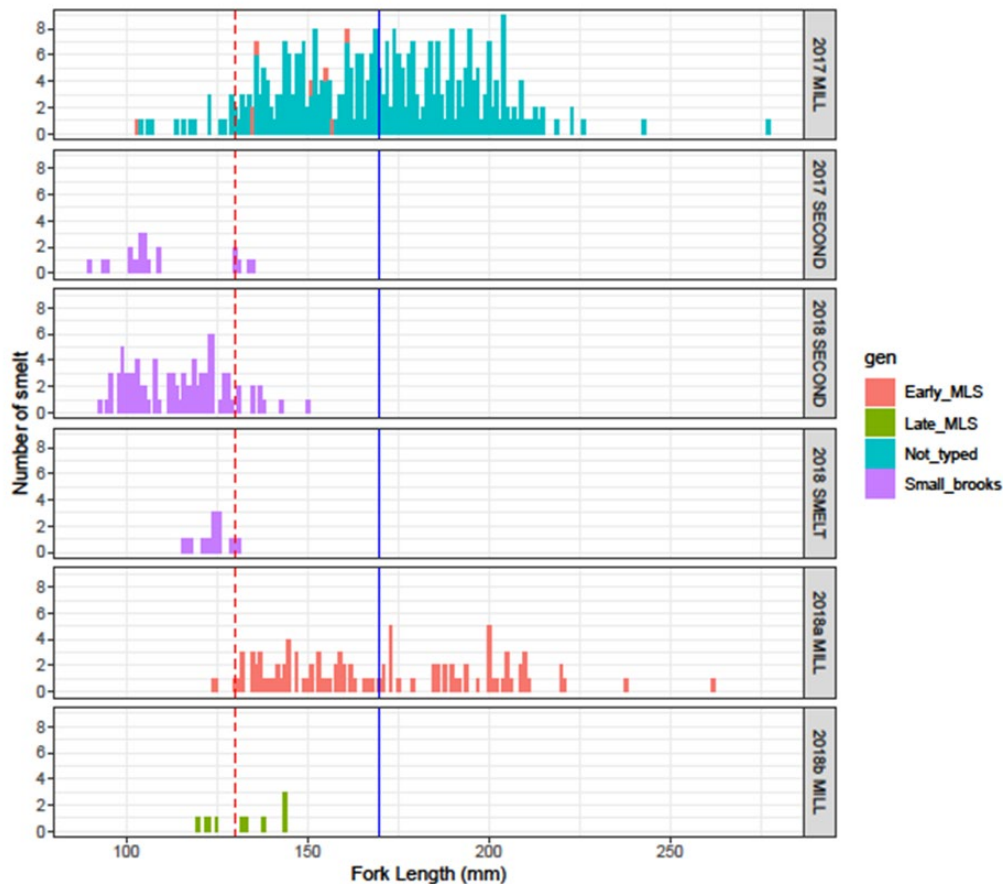 8
6
4
2
0
2017 MILL
8
6
4
2
0
2017 SECOND
8
6
4
2
0
2018 SECOND
8
6
4
2
0
2018 SMELT
8
6
4
2
0
2018a MILL
8
6
4
2
0
2018b MILL
Number of smelt
100 150 200 250
Fork Length (mm)
gen
Early_MLS
Late_MLS
Not_typed
Small_brooks